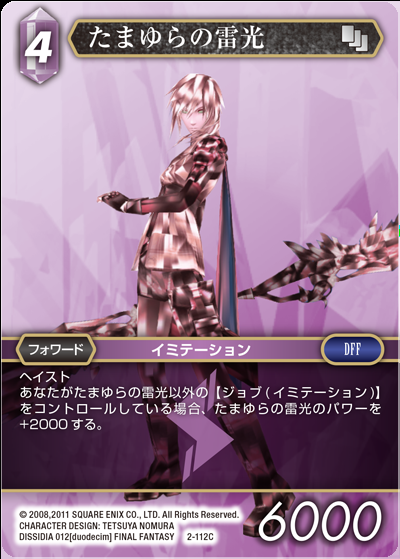 4
たまゆらの雷光
フォワード
イミテーション
DFF
ヘイスト
あなたがたまゆらの雷光以外の【ジョブ(イミテーション)】
をコントロールしている場合、たまゆらの雷光のパワーを
+2000する。
© 2008,2011 SQUARE ENIX CO., LTD. All Rights Reserved.
CHARACTER DESIGN: TETSUYA NOMURA
DISSIDIA 012[duodecim] FINAL FANTASY 2-112C
6000